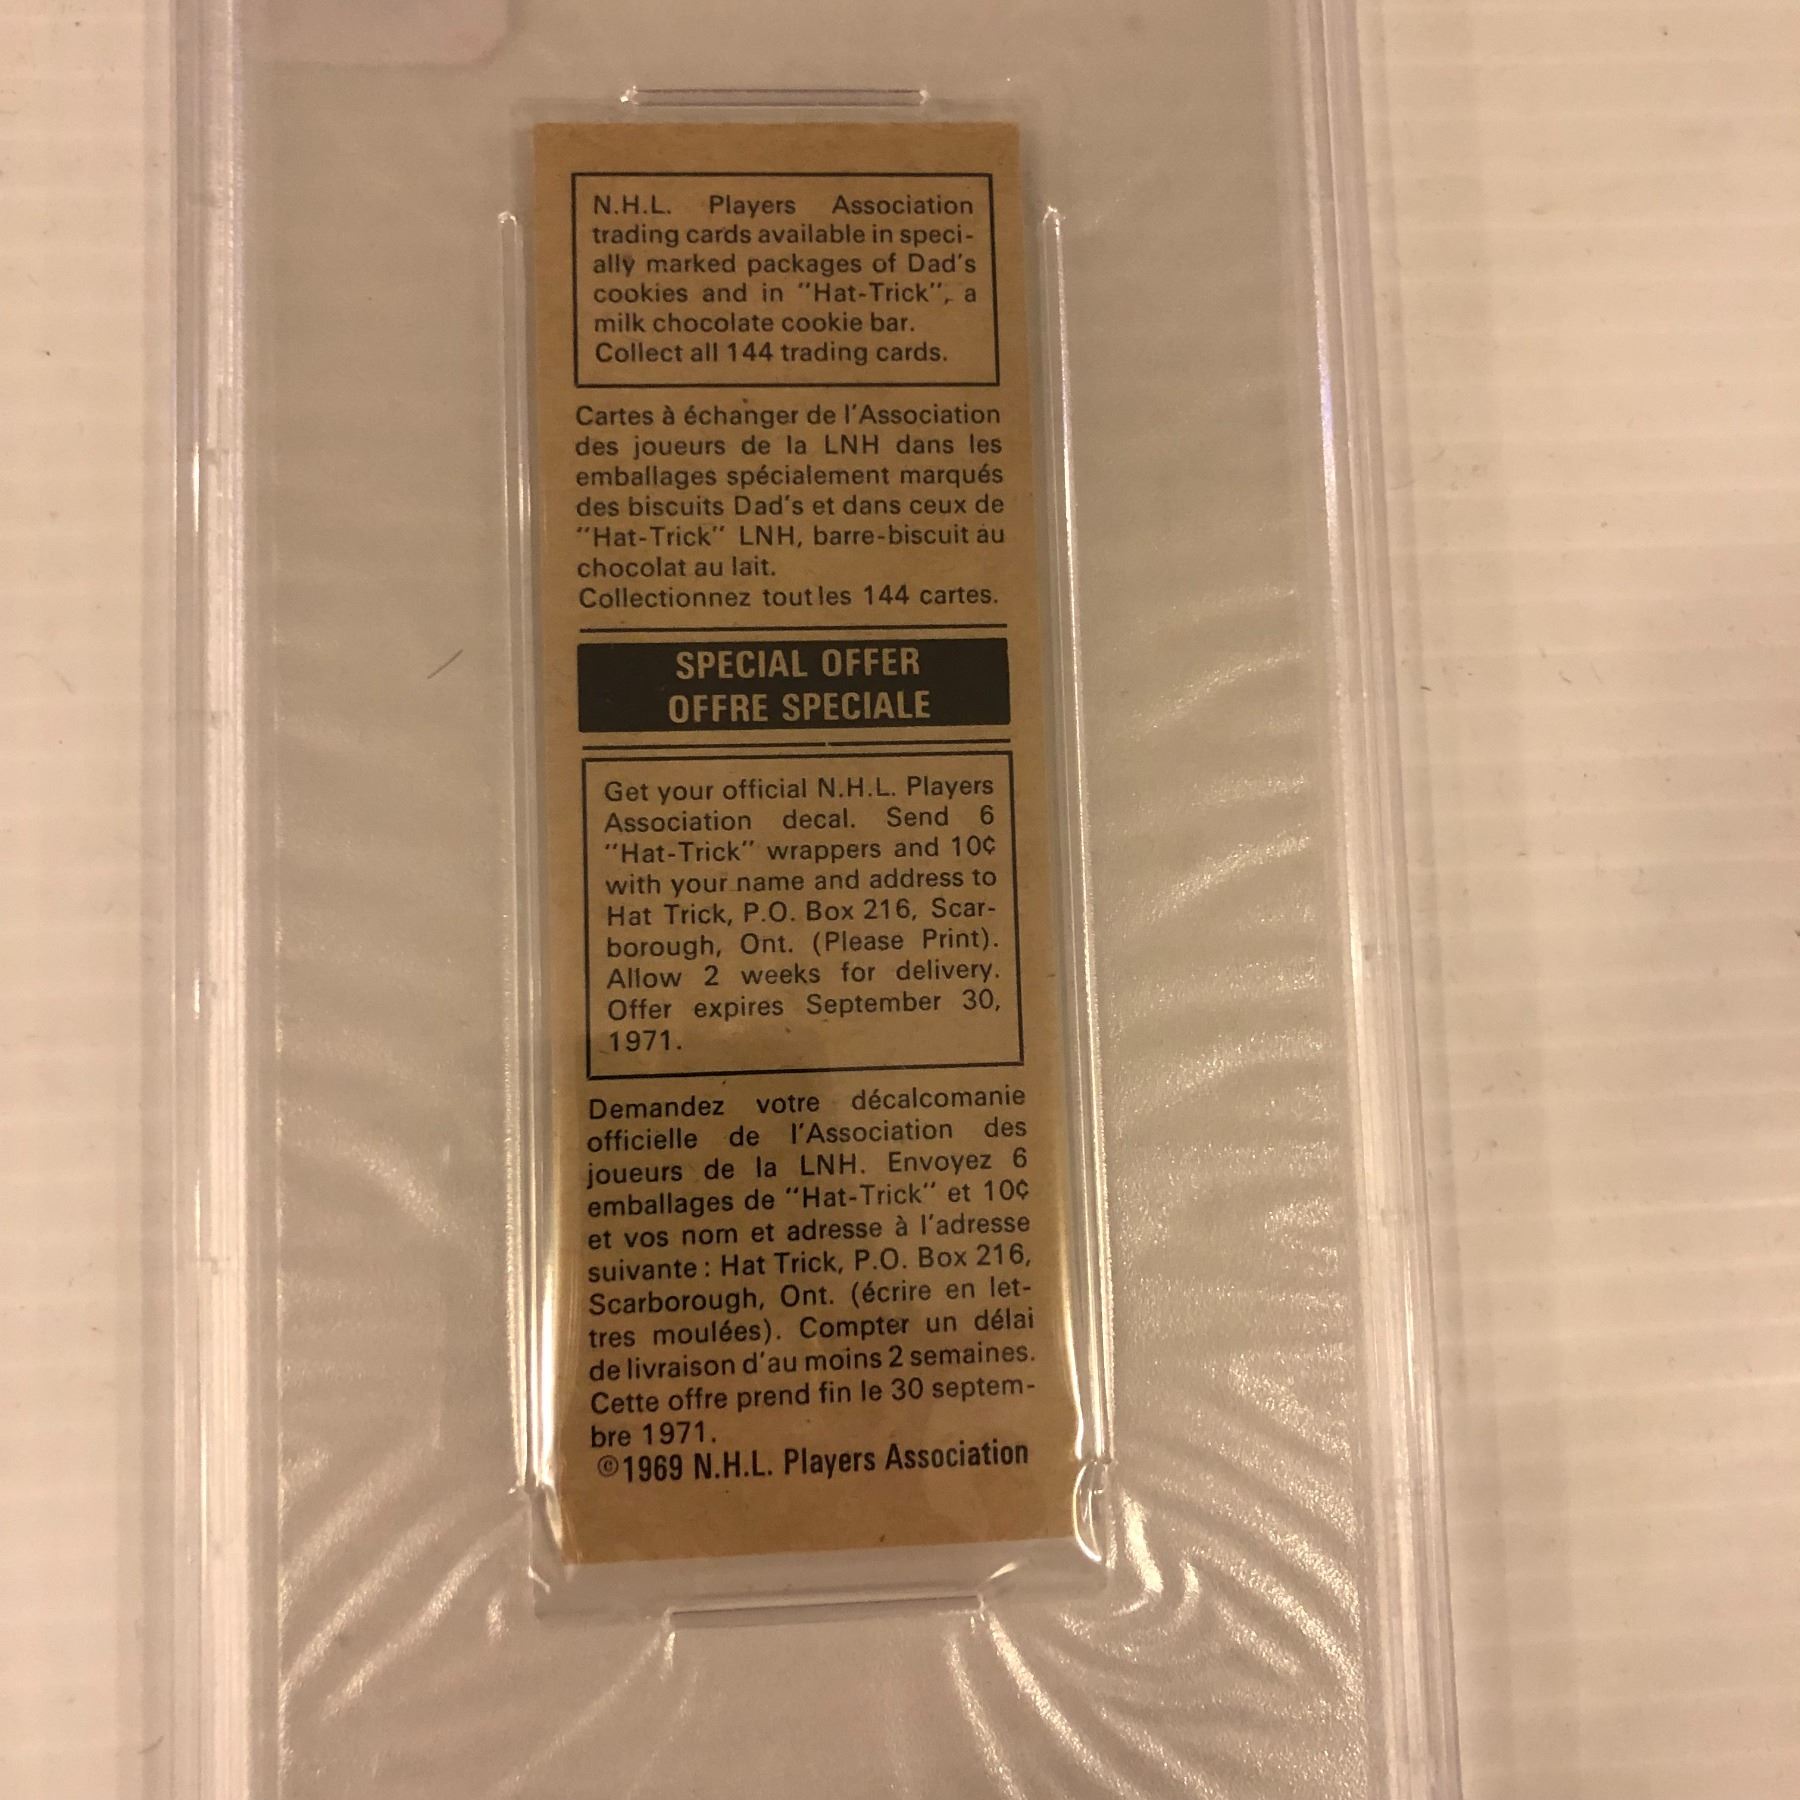 N.H.L. Players Association
trading cards available in speci-
ally marked packages of Dad's
cookies and in "Hat-Trick", a
milk chocolate cookie bar.
Collect all 144 trading cards.
Cartes à échanger de l'Association
des joueurs de la LNH dans les
emballages spécialement marqués
des biscuits Dad's et dans ceux de
"Hat-Trick" LNH, barre-biscuit au
chocolat au lait.
Collectionnez tout les 144 cartes.
SPECIAL OFFER
OFFRE SPECIALE
Get your official N.H.L. Players
Association decal. Send 6
"Hat-Trick" wrappers and 10¢
with your name and address to
Hat Trick, P.O. Box 216, Scar-
borough, Ont. (Please Print).
Allow 2 weeks for delivery.
Offer expires September 30,
1971.
Demandez votre décalcomanie
officielle de l'Association des
joueurs de la LNH. Envoyez 6
emballages de "Hat-Trick" et 10¢
et vos nom et adresse à l'adresse
suivante : Hat Trick, P.O. Box 216,
Scarborough, Ont. (écrire en let-
tres moulées). Compter un délai
de livraison d'au moins 2 semaines.
Cette offre prend fin le 30 septem-
bre 1971.
©1969 N.H.L. Players Association